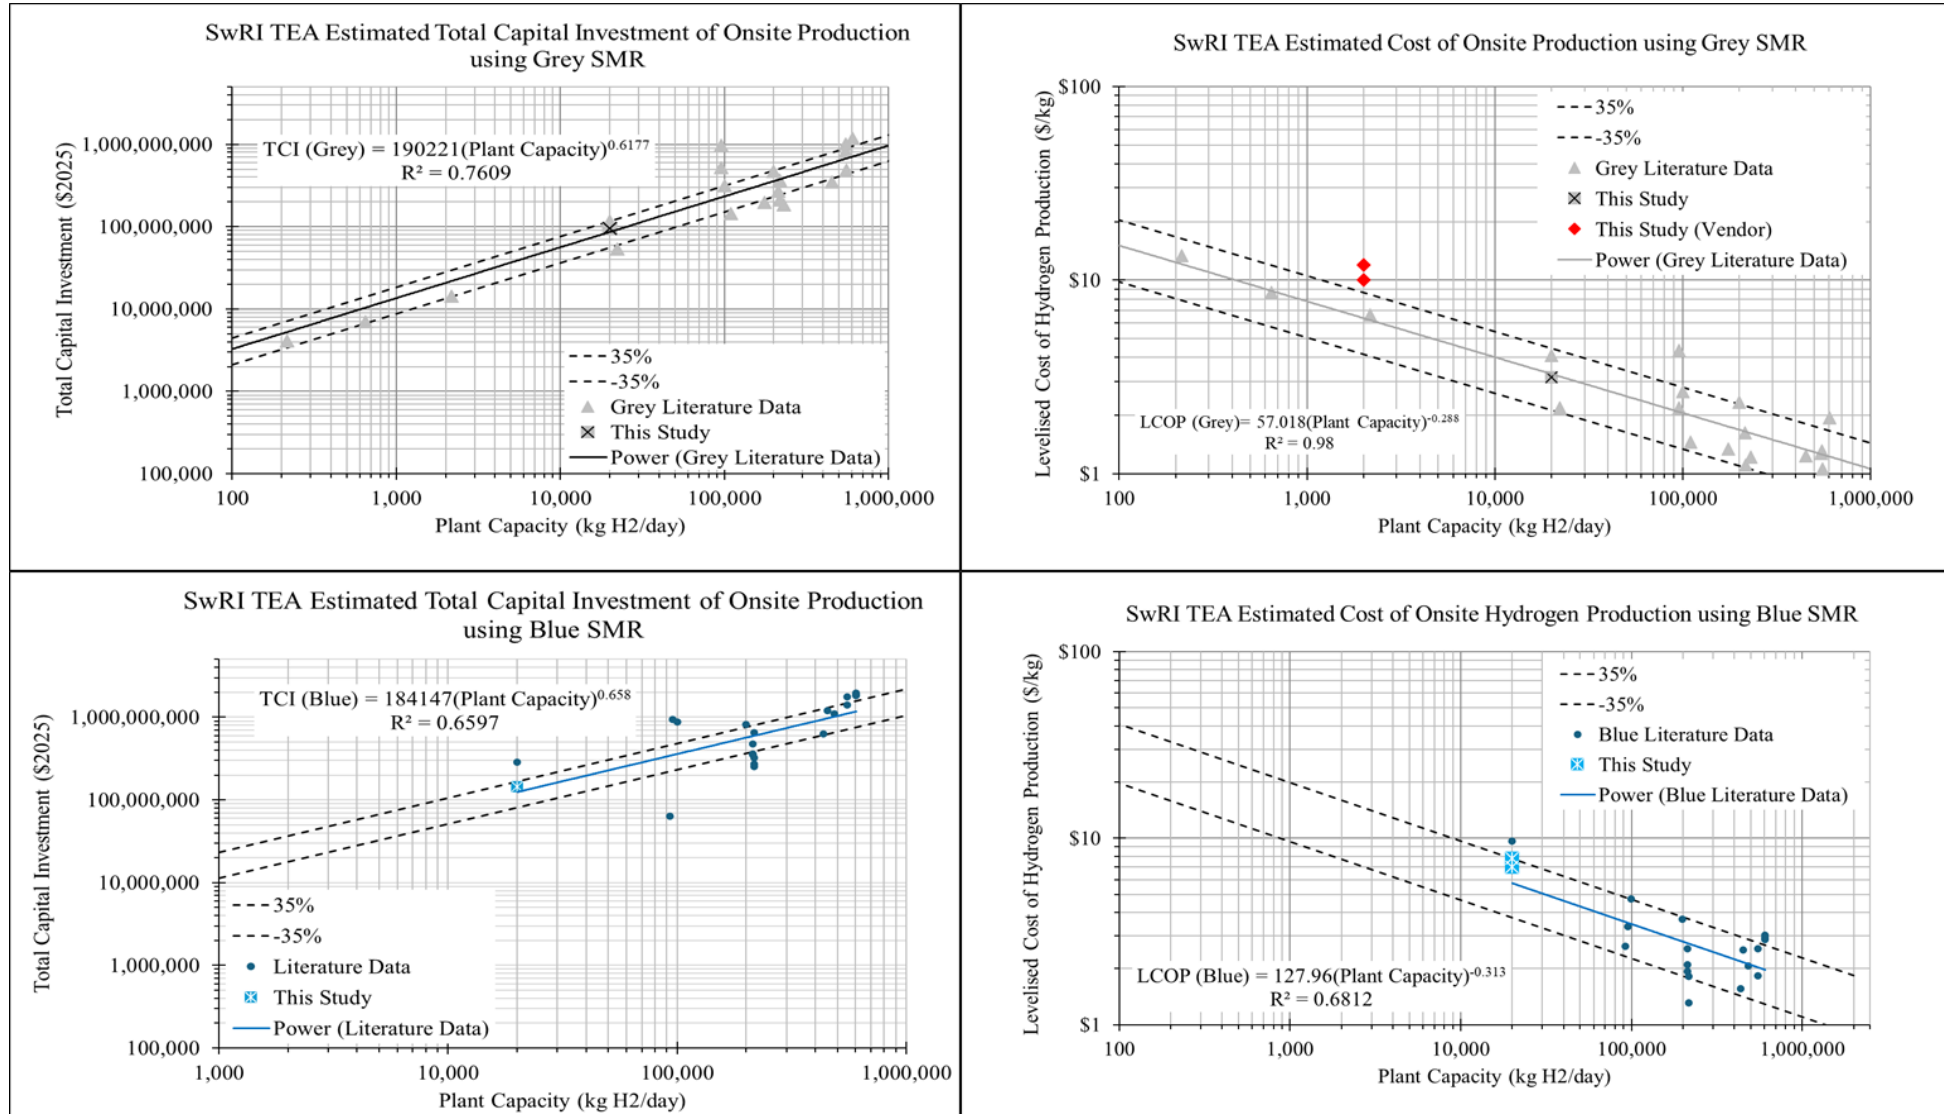 SwRI TEA Estimated Total Capital Investment of Onsite Production
using Grey SMR
Total Capital Investment ($2025)
1,000,000,000
100,000,000
10,000,000
1,000,000
100,000
TCI (Grey) = 190221(Plant Capacity)^0.6177
R² = 0.7609
35%
-35%
Grey Literature Data
This Study
Power (Grey Literature Data)
100
1,000
10,000
100,000
1,000,000
Plant Capacity (kg H2/day)
SwRI TEA Estimated Cost of Onsite Production using Grey SMR
Levelised Cost of Hydrogen Production ($/kg)
$100
$10
$1
35%
-35%
Grey Literature Data
This Study
This Study (Vendor)
Power (Grey Literature Data)
LCOP (Grey)= 57.018(Plant Capacity)^-0.288
R² = 0.98
100
1,000
10,000
100,000
1,000,000
Plant Capacity (kg H2/day)
SwRI TEA Estimated Total Capital Investment of Onsite Production
using Blue SMR
Total Capital Investment ($2025)
1,000,000,000
100,000,000
10,000,000
1,000,000
100,000
TCI (Blue) = 184147(Plant Capacity)^0.658
R² = 0.6597
35%
-35%
Literature Data
This Study
Power (Literature Data)
1,000
10,000
100,000
1,000,000
Plant Capacity (kg H2/day)
SwRI TEA Estimated Cost of Onsite Hydrogen Production using Blue SMR
Levelised Cost of Hydrogen Production ($/kg)
$100
$10
$1
35%
-35%
Blue Literature Data
This Study
Power (Blue Literature Data)
LCOP (Blue) = 127.96(Plant Capacity)^-0.313
R² = 0.6812
100
1,000
10,000
100,000
1,000,000
Plant Capacity (kg H2/day)